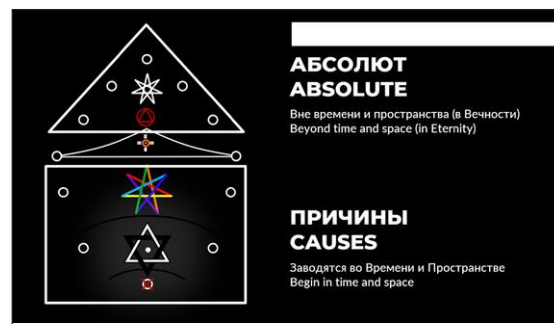 АБСОЛЮТ
ABSOLUTE
Вне времени и пространства (в Вечности)
Beyond time and space (in Eternity)
ПРИЧИНЫ
CAUSES
Заводятся во Времени и Пространстве
Begin in time and space